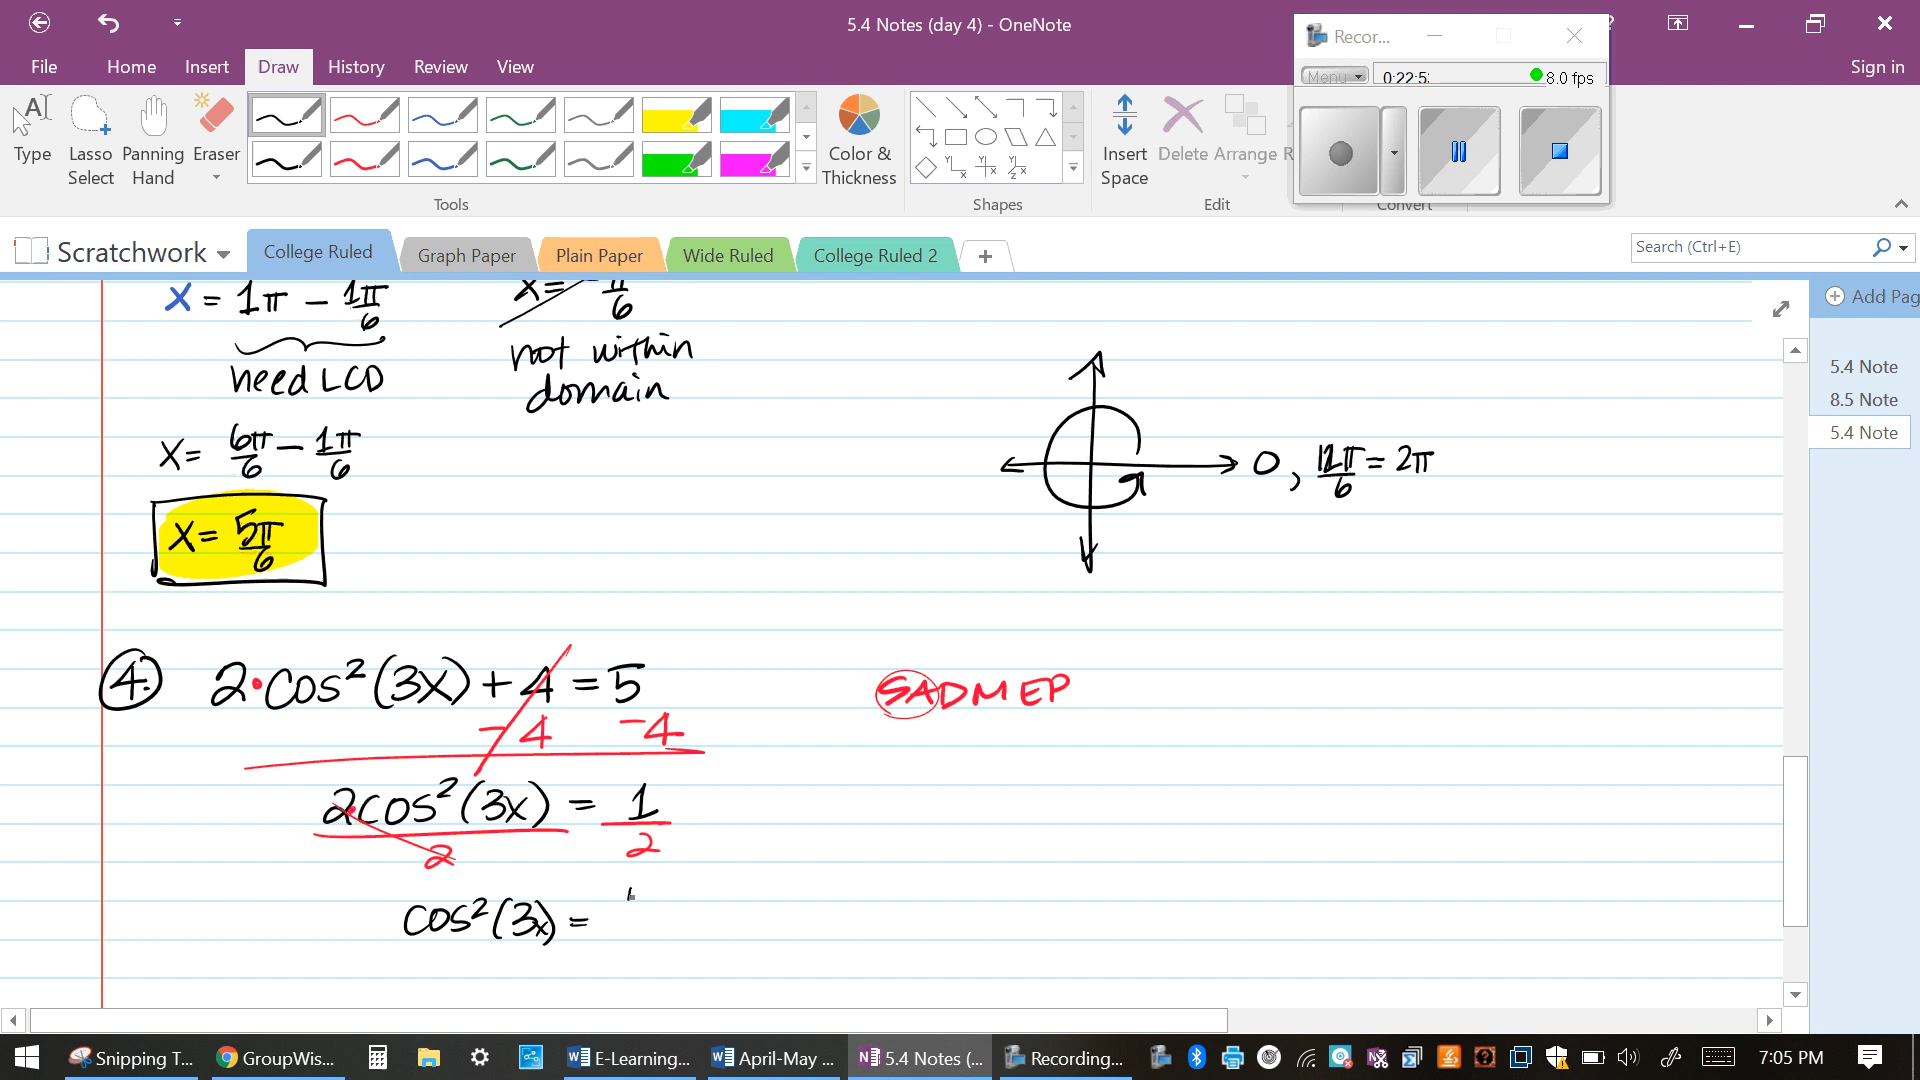 5.4 Notes (day 4) - OneNote
Recor...
Menu
0:22:5
8.0 fps
File Home Insert Draw History Review View
Sign in
Type
Lasso Select
Panning Hand
Eraser
Color & Thickness
Insert Space
Delete
Arrange
R
Tools
Shapes
Edit
Convert
Scratchwork
College Ruled
Graph Paper
Plain Paper
Wide Ruled
College Ruled 2
Search (Ctrl+E)
Add Pag
5.4 Note
8.5 Note
5.4 Note
x = 1π - 1π/6
need LCD
x = 6π/6 - 1π/6
x = 5π/6
x = -π/6
not within
domain
0, 12π/6 = 2π
4. 2·cos²(3x) + 4 = 5
-4 -4
2·cos²(3x) = 1
2 2
cos²(3x) =
SADMEP
Snipping T...
GroupWis...
E-Learning...
April-May ...
5.4 Notes (...
Recording...
7:05 PM